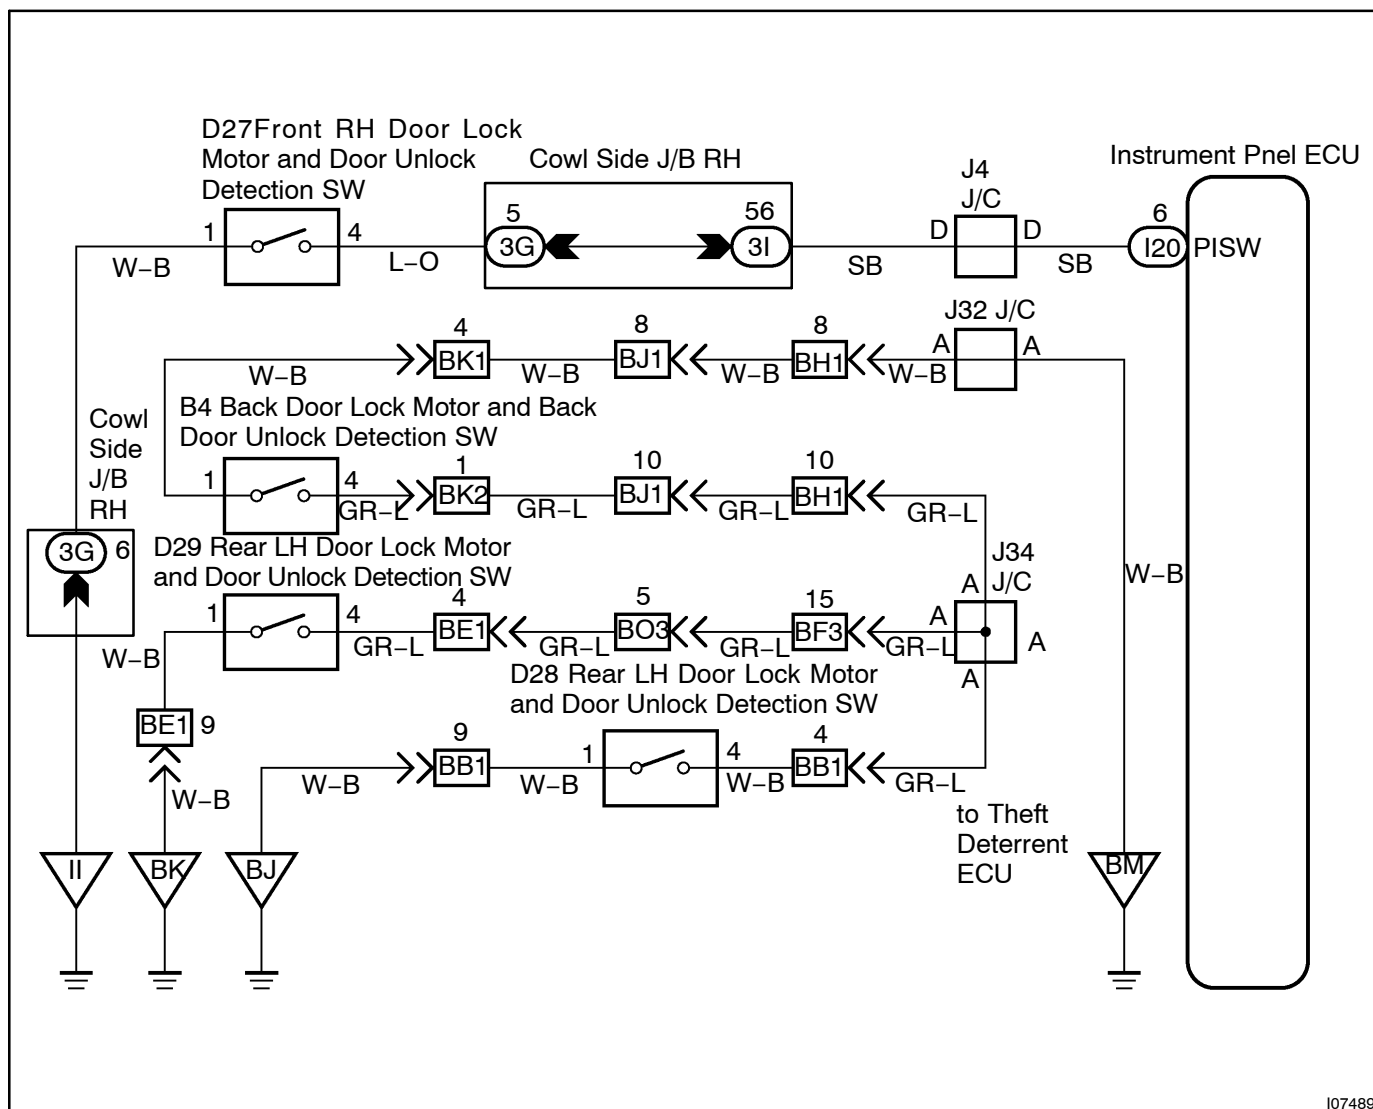 D27Front RH Door Lock
Motor and Door Unlock
Detection SW
Cowl Side J/B RH
J4
J/C
Instrument Pnel ECU
1
4
5
56
D
D
6
3G
3I
I20
PISW
W-B
L-O
SB
SB
J32 J/C
4
8
8
A
A
BK1
BJ1
BH1
W-B
W-B
W-B
W-B
Cowl
Side
J/B
RH
B4 Back Door Lock Motor and Back
Door Unlock Detection SW
1
4
1
10
10
BK2
BJ1
BH1
GR-L
GR-L
GR-L
GR-L
3G
6
D29 Rear LH Door Lock Motor
and Door Unlock Detection SW
J34
J/C
A
W-B
1
4
4
5
15
A
A
BE1
BO3
BF3
W-B
GR-L
GR-L
GR-L
GR-L
A
D28 Rear LH Door Lock Motor
and Door Unlock Detection SW
BE1
9
9
1
4
4
BB1
BB1
W-B
W-B
W-B
W-B
GR-L
to Theft
Deterrent
ECU
II
BK
BJ
BM
I07489